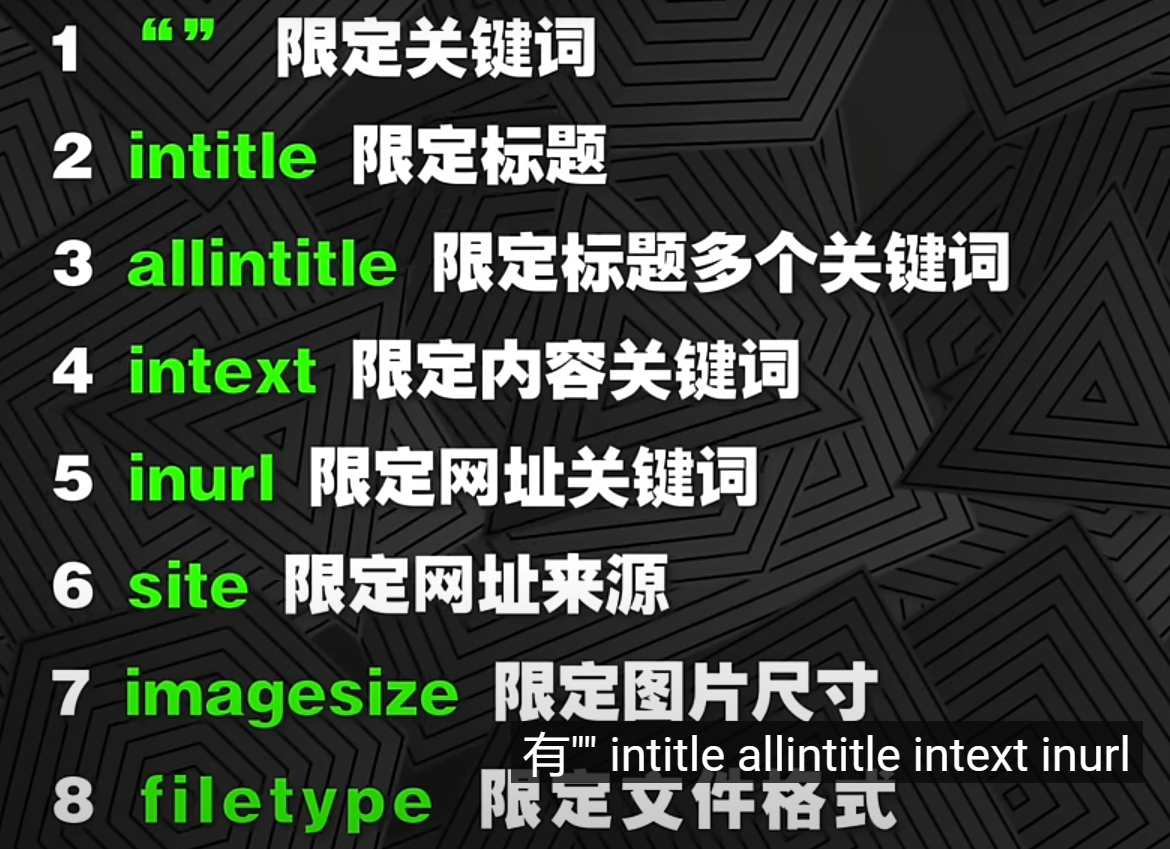 1 “” 限定关键词
2 intitle 限定标题
3 allintitle 限定标题多个关键词
4 intext 限定内容关键词
5 inurl 限定网址关键词
6 site 限定网址来源
7 imagesize 限定图片尺寸
有"" intitle allintitle intext inurl
8 filetype 限定文件格式